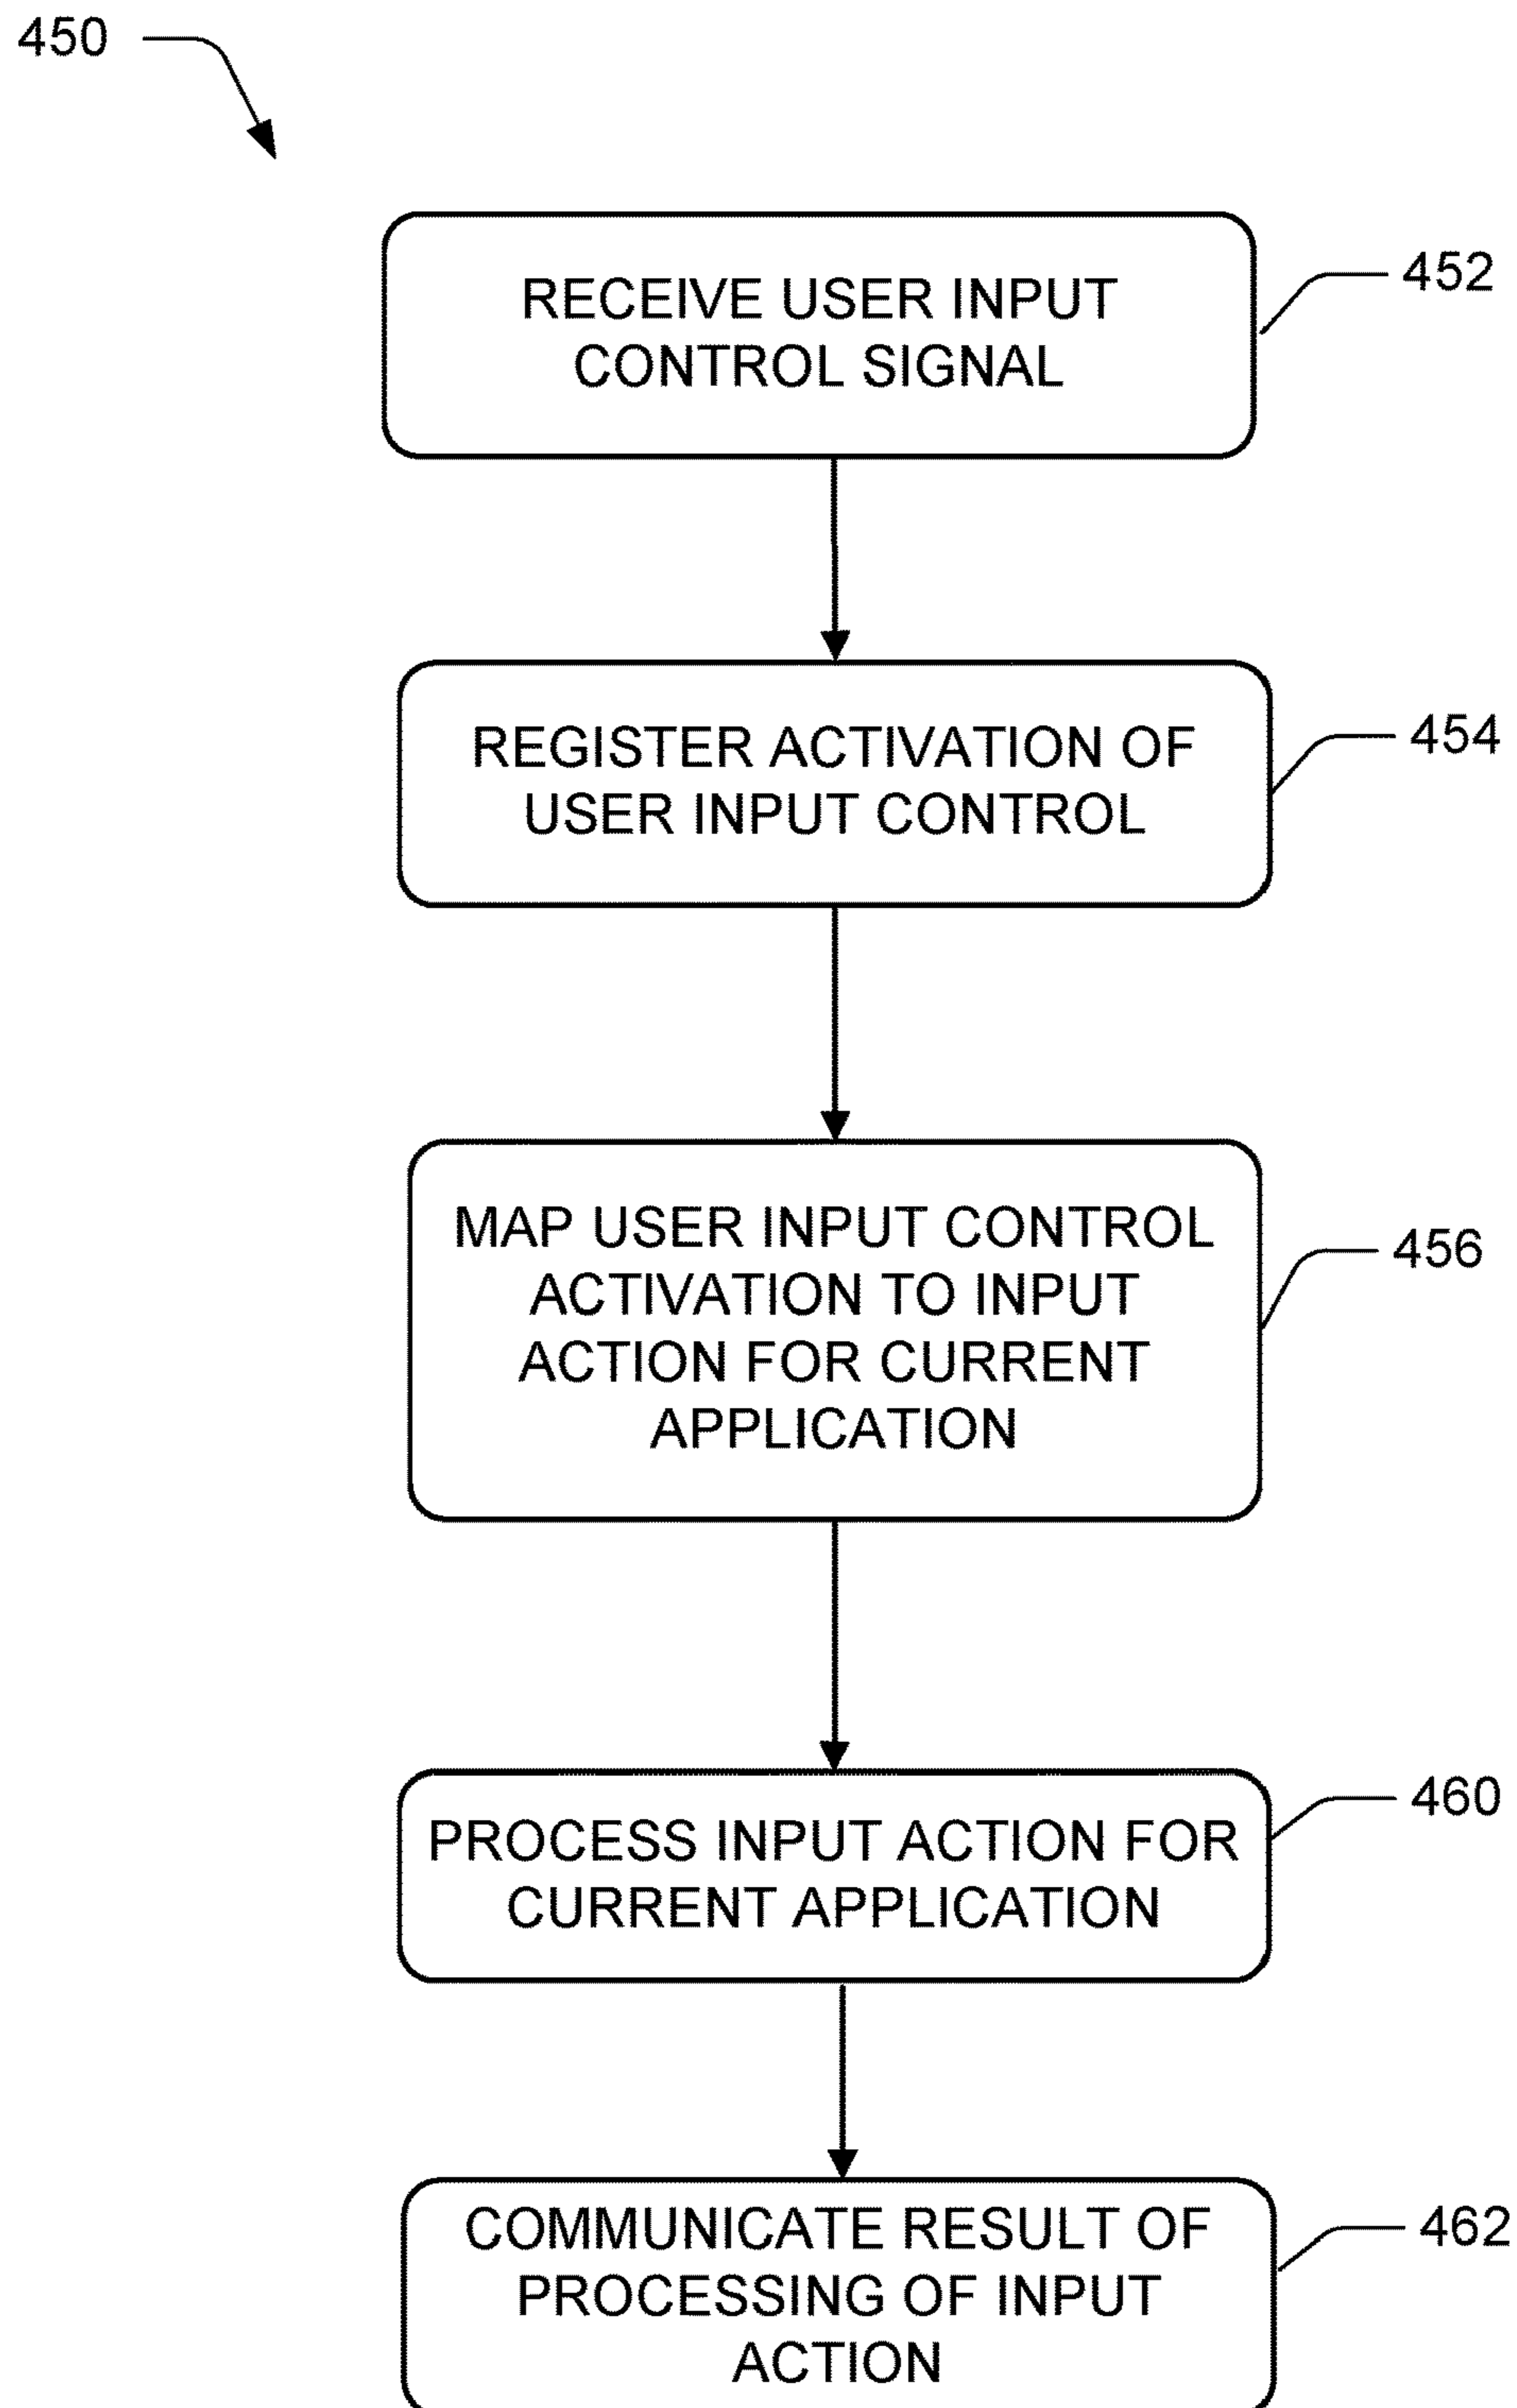 450
RECEIVE USER INPUT
CONTROL SIGNAL
452
REGISTER ACTIVATION OF
USER INPUT CONTROL
454
MAP USER INPUT CONTROL
ACTIVATION TO INPUT
ACTION FOR CURRENT
APPLICATION
456
PROCESS INPUT ACTION FOR
CURRENT APPLICATION
460
COMMUNICATE RESULT OF
PROCESSING OF INPUT
ACTION
462